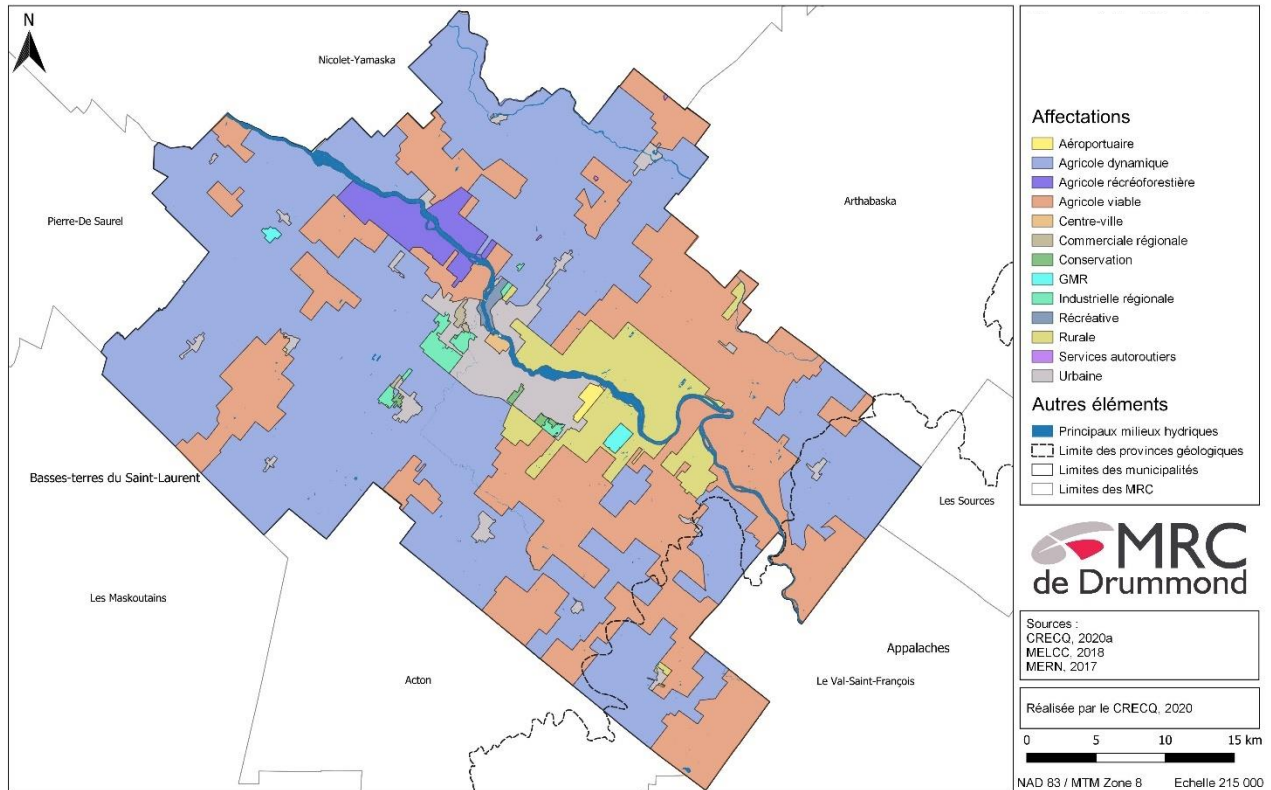 N
Nicolet-Yamaska
Arthabaska
Pierre-De Saurel
Basses-terres du Saint-Laurent
Les Sources
Les Maskoutains
Appalaches
Acton
Le Val-Saint-François
Affectations
Aéroportuaire
Agricole dynamique
Agricole récréoforestière
Agricole viable
Centre-ville
Commerciale régionale
Conservation
GMR
Industrielle régionale
Récréative
Rurale
Services autoroutiers
Urbaine
Autres éléments
Principaux milieux hydriques
Limite des provinces géologiques
Limites des municipalités
Limites des MRC
MRC
de Drummond
Sources :
CRECQ, 2020a
MELCC, 2018
MERN, 2017
Réalisée par le CRECQ, 2020
0 5 10 15 km
NAD 83 / MTM Zone 8 Echelle 215 000